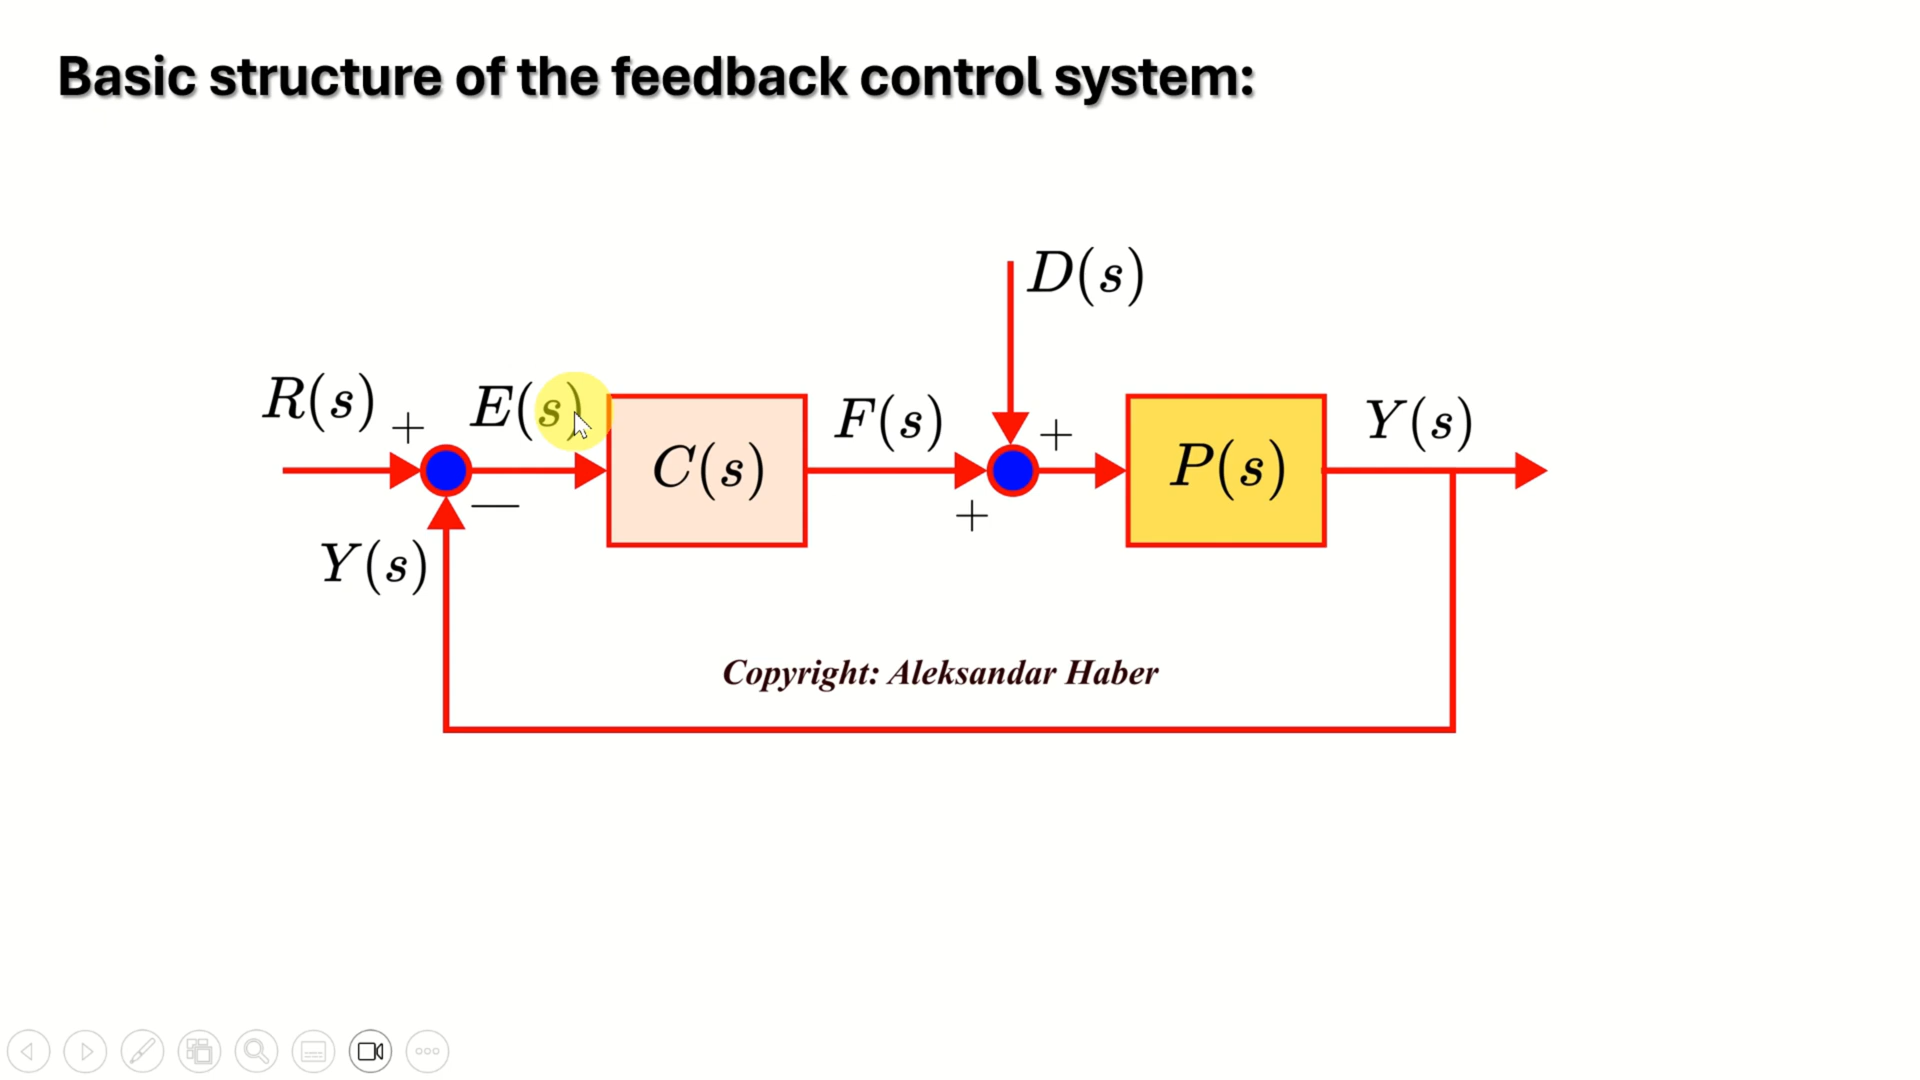 Basic structure of the feedback control system:
D(s)
R(s) + E(s) F(s) + Y(s)
C(s) P(s)
− +
Y(s)
Copyright: Aleksandar Haber